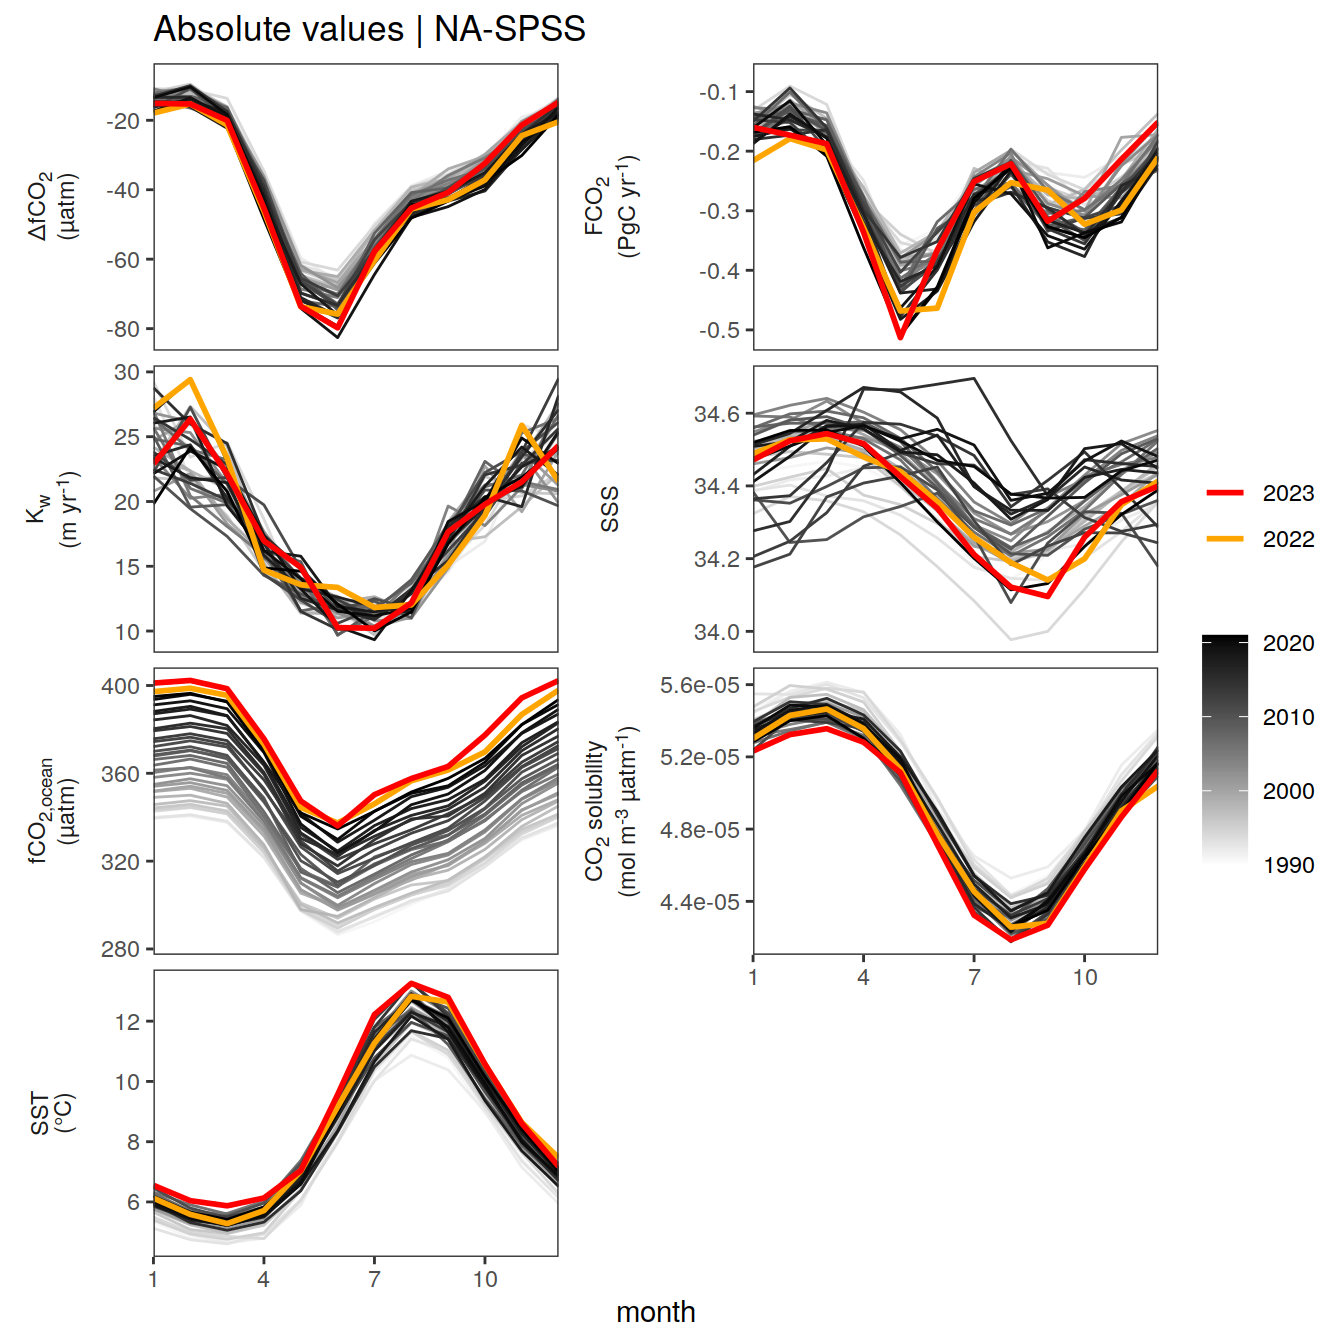 Absolute values | NA-SPSS
ΔfCO₂
(µatm)
-20
-40
-60
-80
FCO₂
(PgC yr⁻¹)
-0.1
-0.2
-0.3
-0.4
-0.5
K_w
(m yr⁻¹)
30
25
20
15
10
SSS
34.6
34.4
34.2
34.0
fCO₂,ocean
(µatm)
400
360
320
280
CO₂ solubility
(mol m⁻³ µatm⁻¹)
5.6e-05
5.2e-05
4.8e-05
4.4e-05
1 4 7 10
SST
(°C)
12
10
8
6
1 4 7 10
month
2023
2022
2020
2010
2000
1990